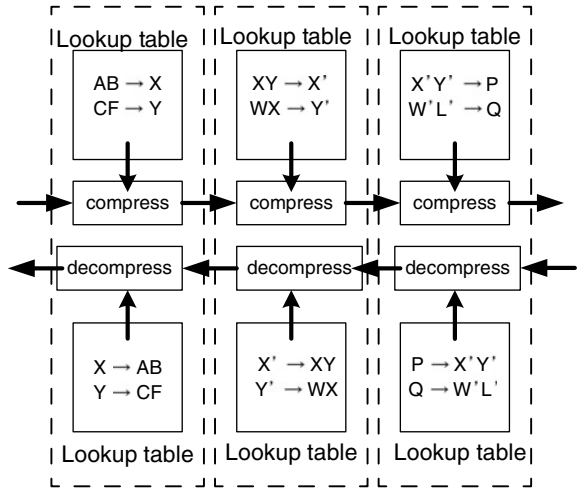 Lookup table Lookup table Lookup table
AB → X
CF → Y
XY → X'
WX → Y'
X'Y' → P
W'L' → Q
compress compress compress
decompress decompress decompress
X → AB
Y → CF
X' → XY
Y' → WX
P → X'Y'
Q → W'L'
Lookup table Lookup table Lookup table